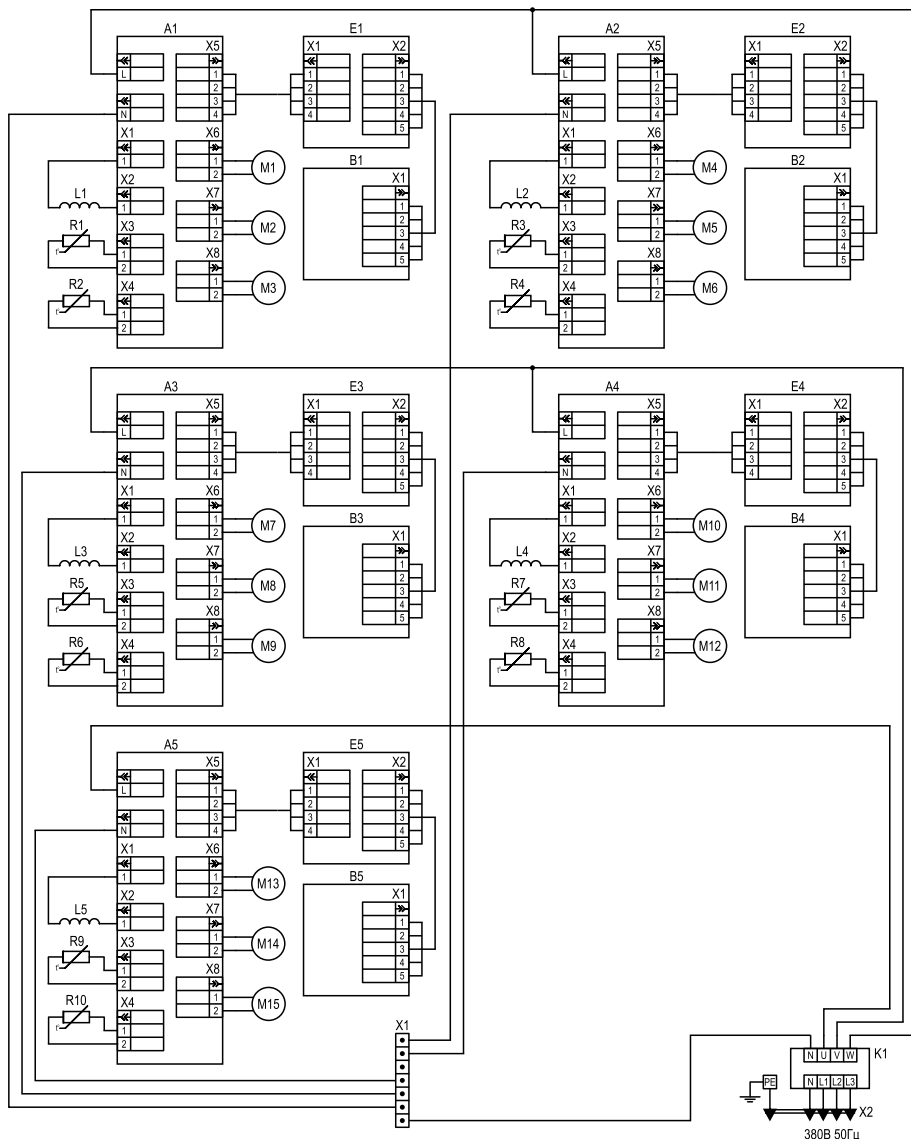 A1 E1 A2 E2
X5 X1 X2 X5 X1 X2
L 1 1 1 L 1 1 1
2 2 2 2 2 2
3 3 3 3 3 3
N 4 4 4 N 4 4 4
5 5
X1 X6 X1 X6
B1 B2
1 1 M1 1 1 M4
2 2
X1 X1
X2 X7 X2 X7
L1 1 1 L2 1 1
1 1 M2 2 1 1 M5 2
2 3 2 3
R1 X3 4 R3 X3 4
X8 X8
1 5 1 5
t° 2 t° 2
1 M3 1 M6
R2 X4 2 R4 X4 2
1 1
t° 2 t° 2
A3 E3 A4 E4
X5 X1 X2 X5 X1 X2
L 1 1 1 L 1 1 1
2 2 2 2 2 2
3 3 3 3 3 3
N 4 4 4 N 4 4 4
5 5
X1 X6 X1 X6
B3 B4
1 1 M7 1 1 M10
2 2
X1 X1
X2 X7 X2 X7
L3 1 1 L4 1 1
1 1 M8 2 1 1 M11 2
2 3 2 3
R5 X3 4 R7 X3 4
X8 X8
1 5 1 5
t° 2 t° 2
1 M9 1 M12
R6 X4 2 R8 X4 2
1 1
t° 2 t° 2
A5 E5
X5 X1 X2
L 1 1 1
2 2 2
3 3 3
N 4 4 4
5
X1 X6
B5
1 1 M13
2
X1
X2 X7
L5 1
1 1 M14 2
2 3
R9 X3 4
X8
1 5
t° 2
1 M15
R10 X4 2
1
t° 2
X1
N U V W K1
PE N L1 L2 L3
X2
380В 50Гц